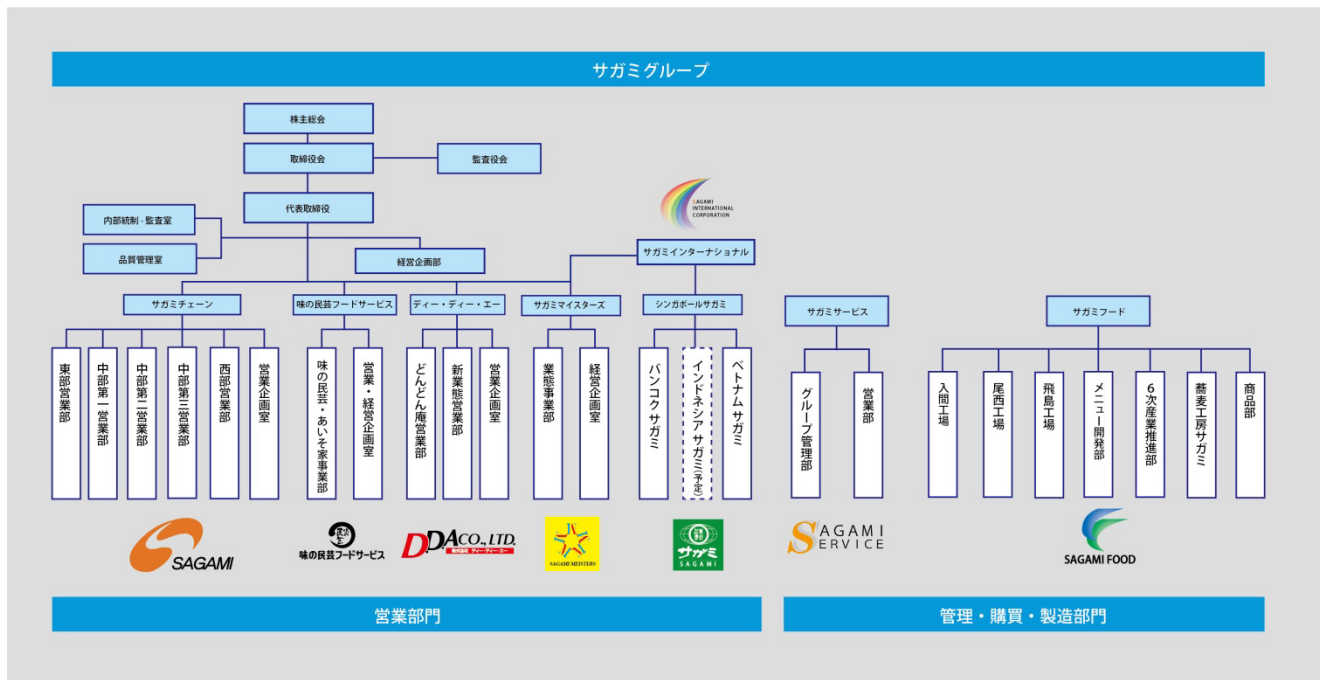 サガミグループ
株主総会
取締役会
監査役会
代表取締役
SAGAMI
INTERNATIONAL
CORPORATION
内部統制・監査室
品質管理室
経営企画部
サガミインターナショナル
サガミチェーン
味の民芸フードサービス
ディー・ディー・エー
サガミマイスターズ
シンガポールサガミ
サガミサービス
サガミフード
東部営業部
中部第一営業部
中部第二営業部
中部第三営業部
西部営業部
営業企画室
味の民芸・あいそ家事業部
営業・経営企画室
どんどん庵営業部
新業態営業部
営業企画室
業態事業部
経営企画室
バンコクサガミ
インドネシアサガミ(予定)
ベトナムサガミ
グループ管理部
営業部
入間工場
尾西工場
飛島工場
メニュー開発部
6次産業推進部
蕎麦工房サガミ
商品部
SAGAMI
民芸
味の民芸フードサービス
D.D.A CO., LTD.
株式会社 ディー・ディー・エー
SAGAMI MEISTERS
サガミ
SAGAMI
SAGAMI
SERVICE
SAGAMI FOOD
営業部門
管理・購買・製造部門